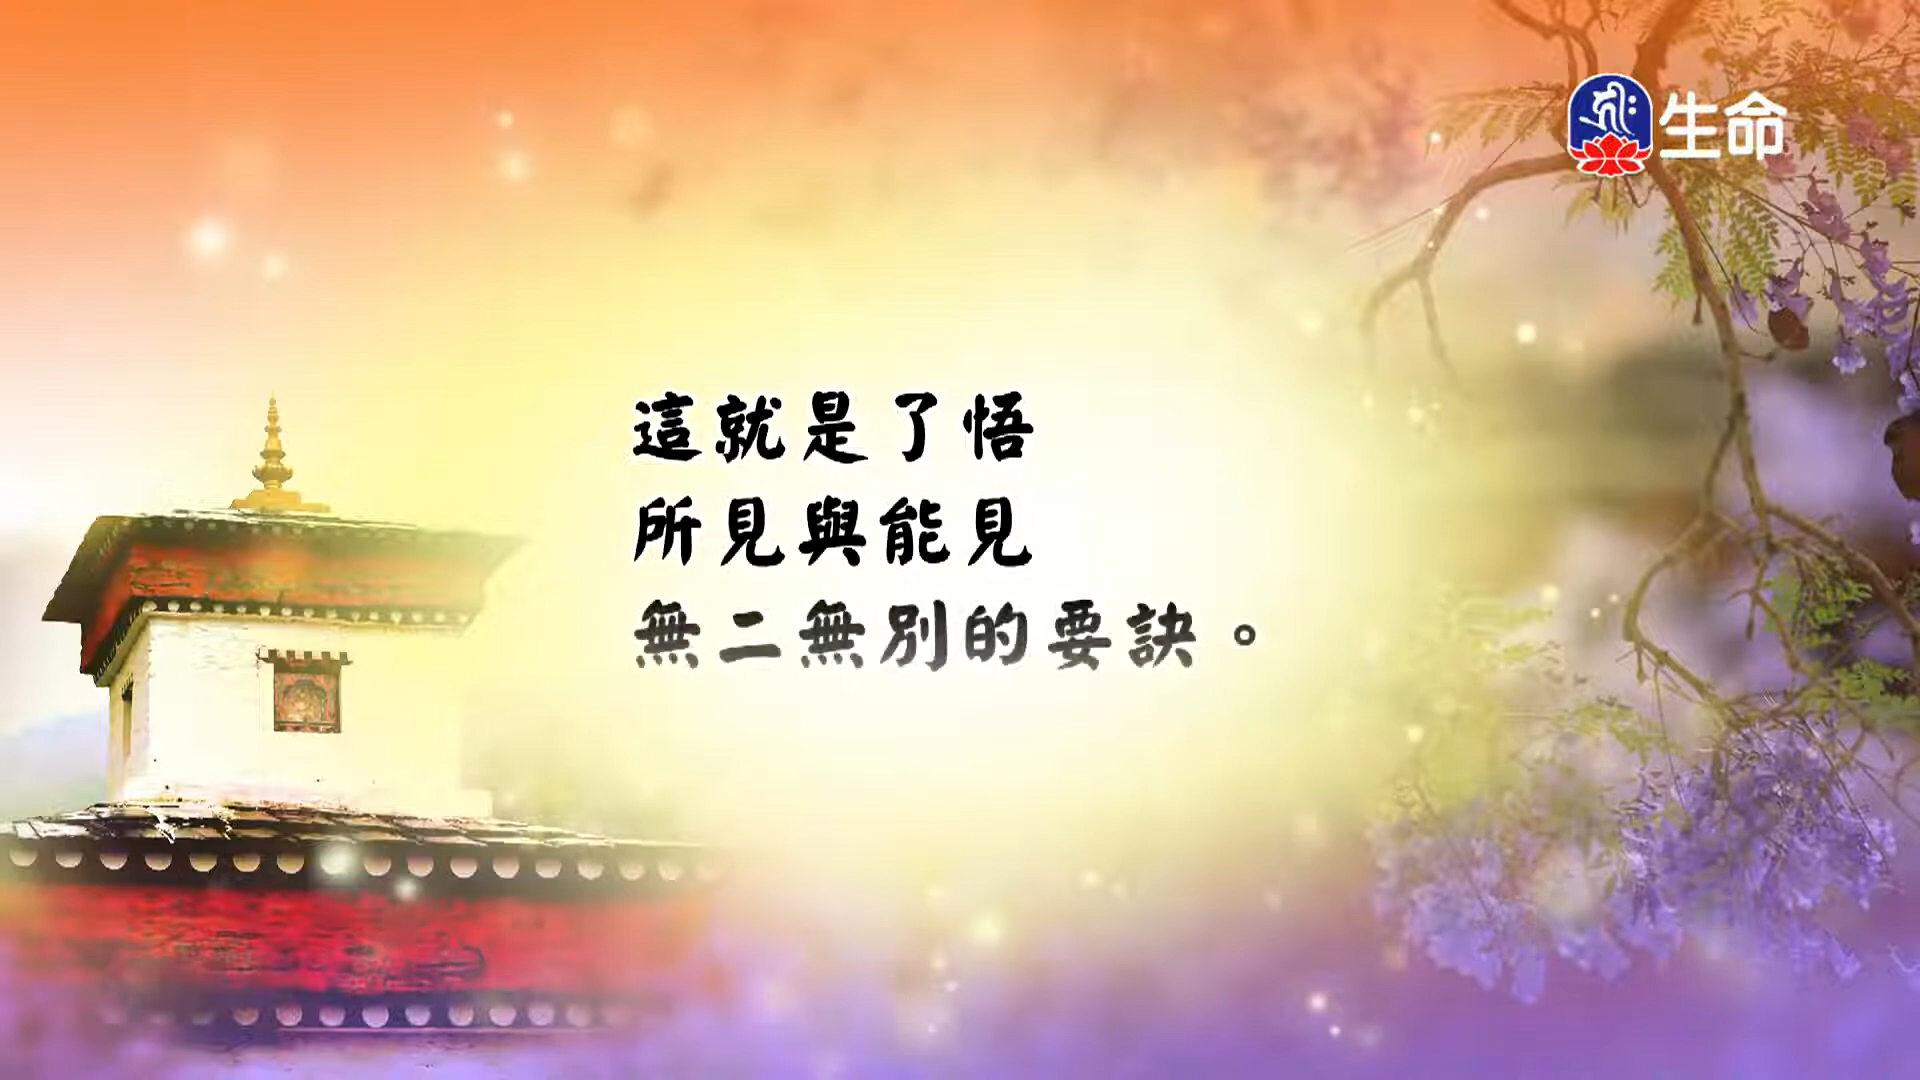 生命
這就是了悟
所見與能見
無二無別的要訣。